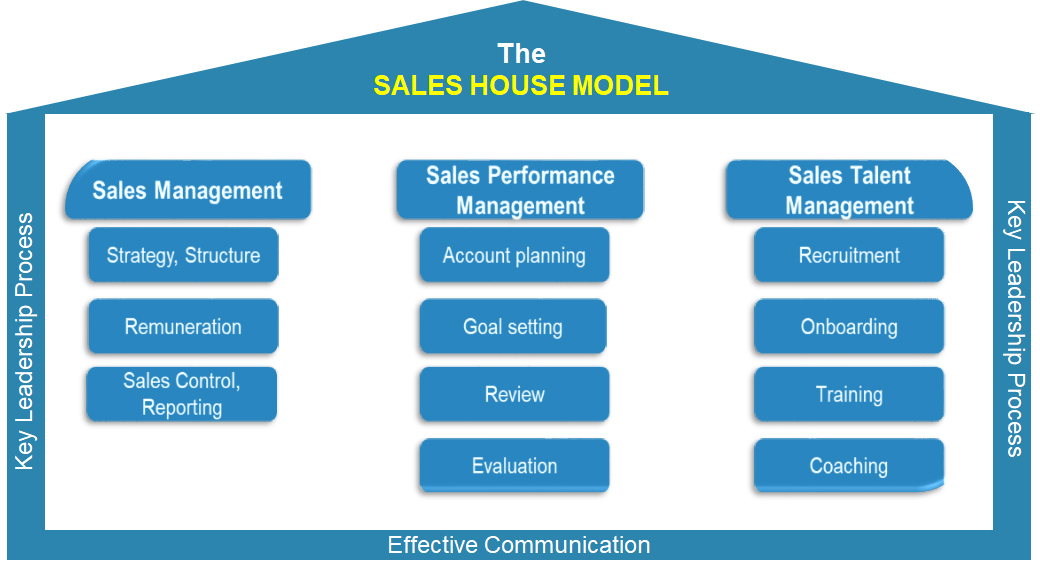 The
SALES HOUSE MODEL
Key Leadership Process
Sales Management
Strategy, Structure
Remuneration
Sales Control,
Reporting
Sales Performance
Management
Account planning
Goal setting
Review
Evaluation
Sales Talent
Management
Recruitment
Onboarding
Training
Coaching
Key Leadership Process
Effective Communication